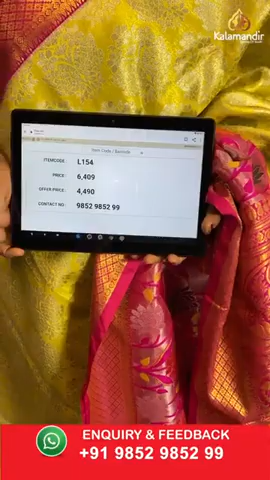 Kalamandir
Item Code / Barcode
ITEMCODE : L154
PRICE : 6,409
OFFER PRICE : 4,490
CONTACT NO : 9852 9852 99
ENQUIRY & FEEDBACK
+91 9852 9852 99